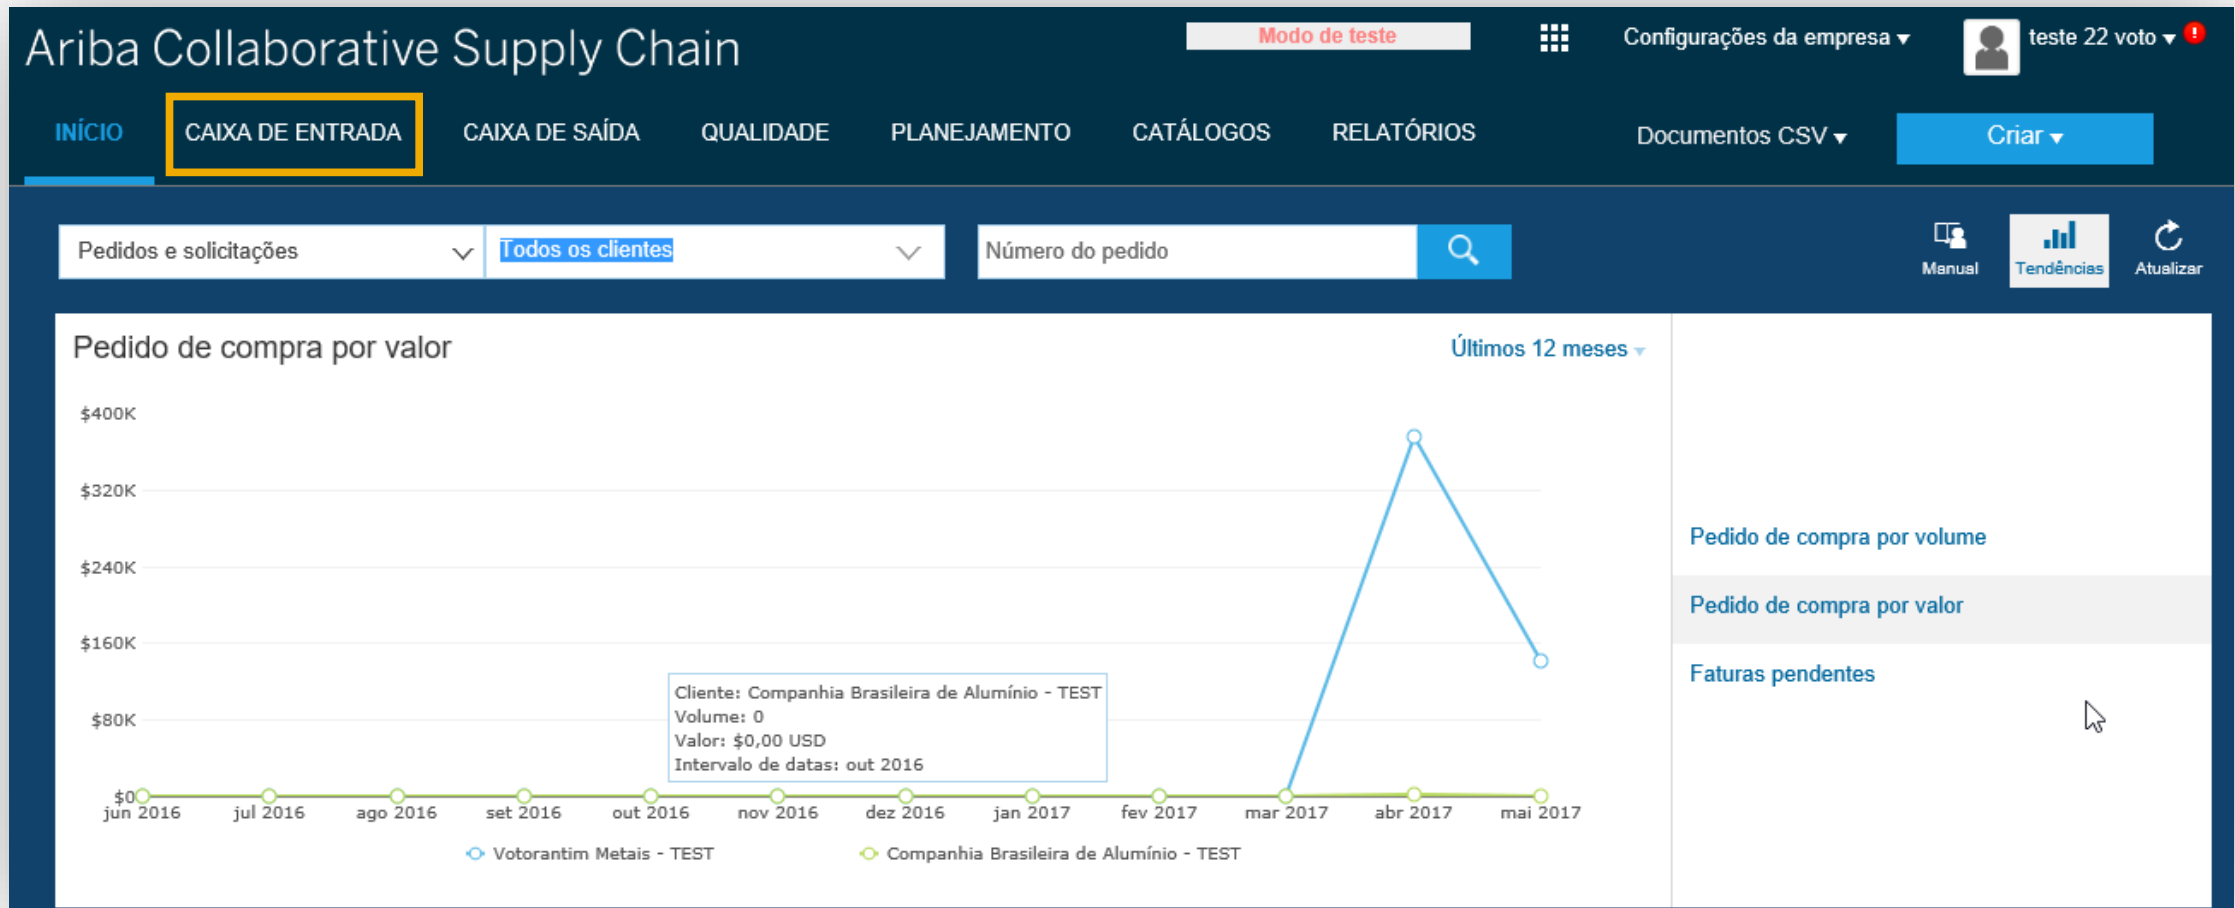 Ariba Collaborative Supply Chain
Modo de teste
Configurações da empresa
teste 22 voto
INÍCIO
CAIXA DE ENTRADA
CAIXA DE SAÍDA
QUALIDADE
PLANEJAMENTO
CATÁLOGOS
RELATÓRIOS
Documentos CSV
Criar
Pedidos e solicitações
Todos os clientes
Número do pedido
Manual
Tendências
Atualizar
Pedido de compra por valor
Últimos 12 meses
$400K
$320K
$240K
$160K
$80K
$0
Cliente: Companhia Brasileira de Alumínio - TEST
Volume: 0
Valor: $0,00 USD
Intervalo de datas: out 2016
jun 2016
jul 2016
ago 2016
set 2016
out 2016
nov 2016
dez 2016
jan 2017
fev 2017
mar 2017
abr 2017
mai 2017
Votorantim Metais - TEST
Companhia Brasileira de Alumínio - TEST
Pedido de compra por volume
Pedido de compra por valor
Faturas pendentes